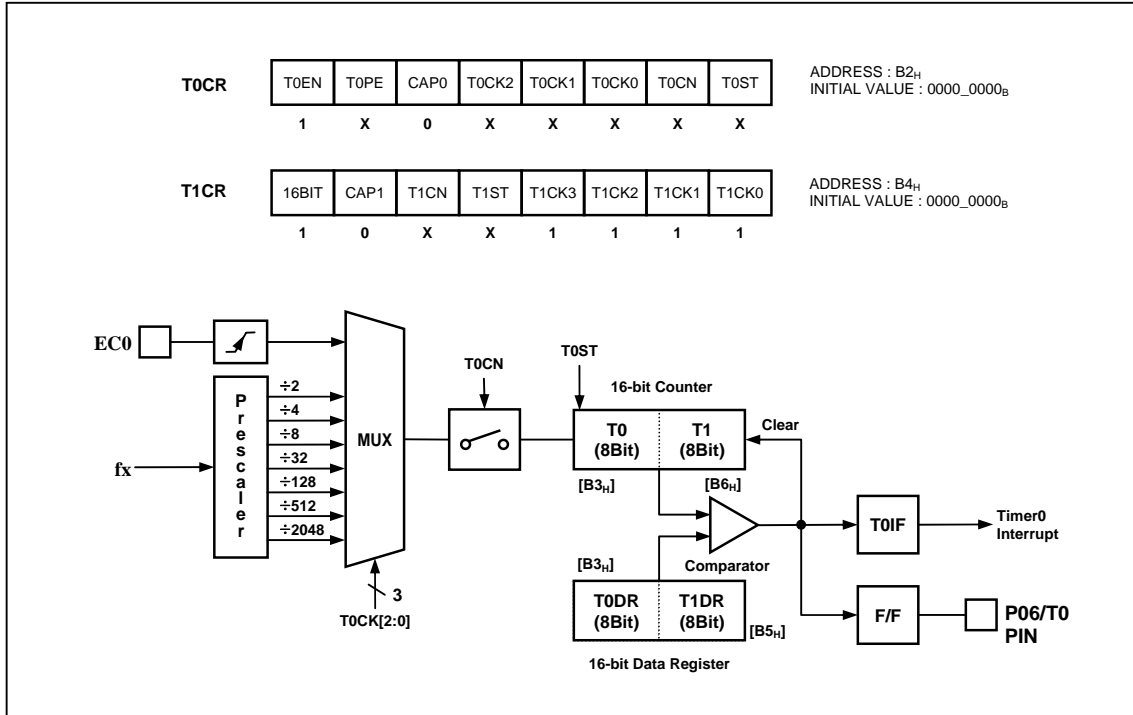 T0CR T0EN T0PE CAP0 T0CK2 T0CK1 T0CK0 T0CN T0ST
ADDRESS : B2H
INITIAL VALUE : 0000_0000B
1 X 0 X X X X X
T1CR 16BIT CAP1 T1CN T1ST T1CK3 T1CK2 T1CK1 T1CK0
ADDRESS : B4H
INITIAL VALUE : 0000_0000B
1 0 X X 1 1 1 1
EC0
fx
Prescaler
÷2
÷4
÷8
÷32
÷128
÷512
÷2048
MUX
3
T0CK[2:0]
T0CN
T0ST
16-bit Counter
T0
(8Bit)
T1
(8Bit)
Clear
[B3H]
[B6H]
Comparator
[B3H]
T0DR
(8Bit)
T1DR
(8Bit)
[B5H]
16-bit Data Register
T0IF
Timer0
Interrupt
F/F
P06/T0
PIN